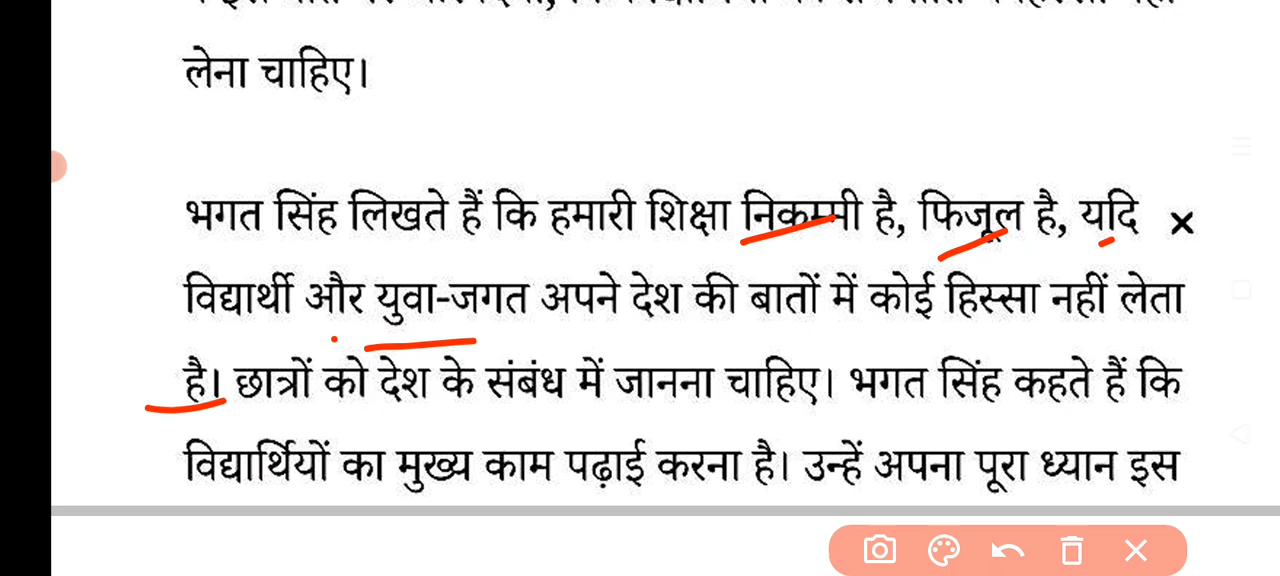 लेना चाहिए।
भगत सिंह लिखते हैं कि हमारी शिक्षा निकम्मी है, फिजूल है, यदि
विद्यार्थी और युवा-जगत अपने देश की बातों में कोई हिस्सा नहीं लेता
है। छात्रों को देश के संबंध में जानना चाहिए। भगत सिंह कहते हैं कि
विद्यार्थियों का मुख्य काम पढ़ाई करना है। उन्हें अपना पूरा ध्यान इस